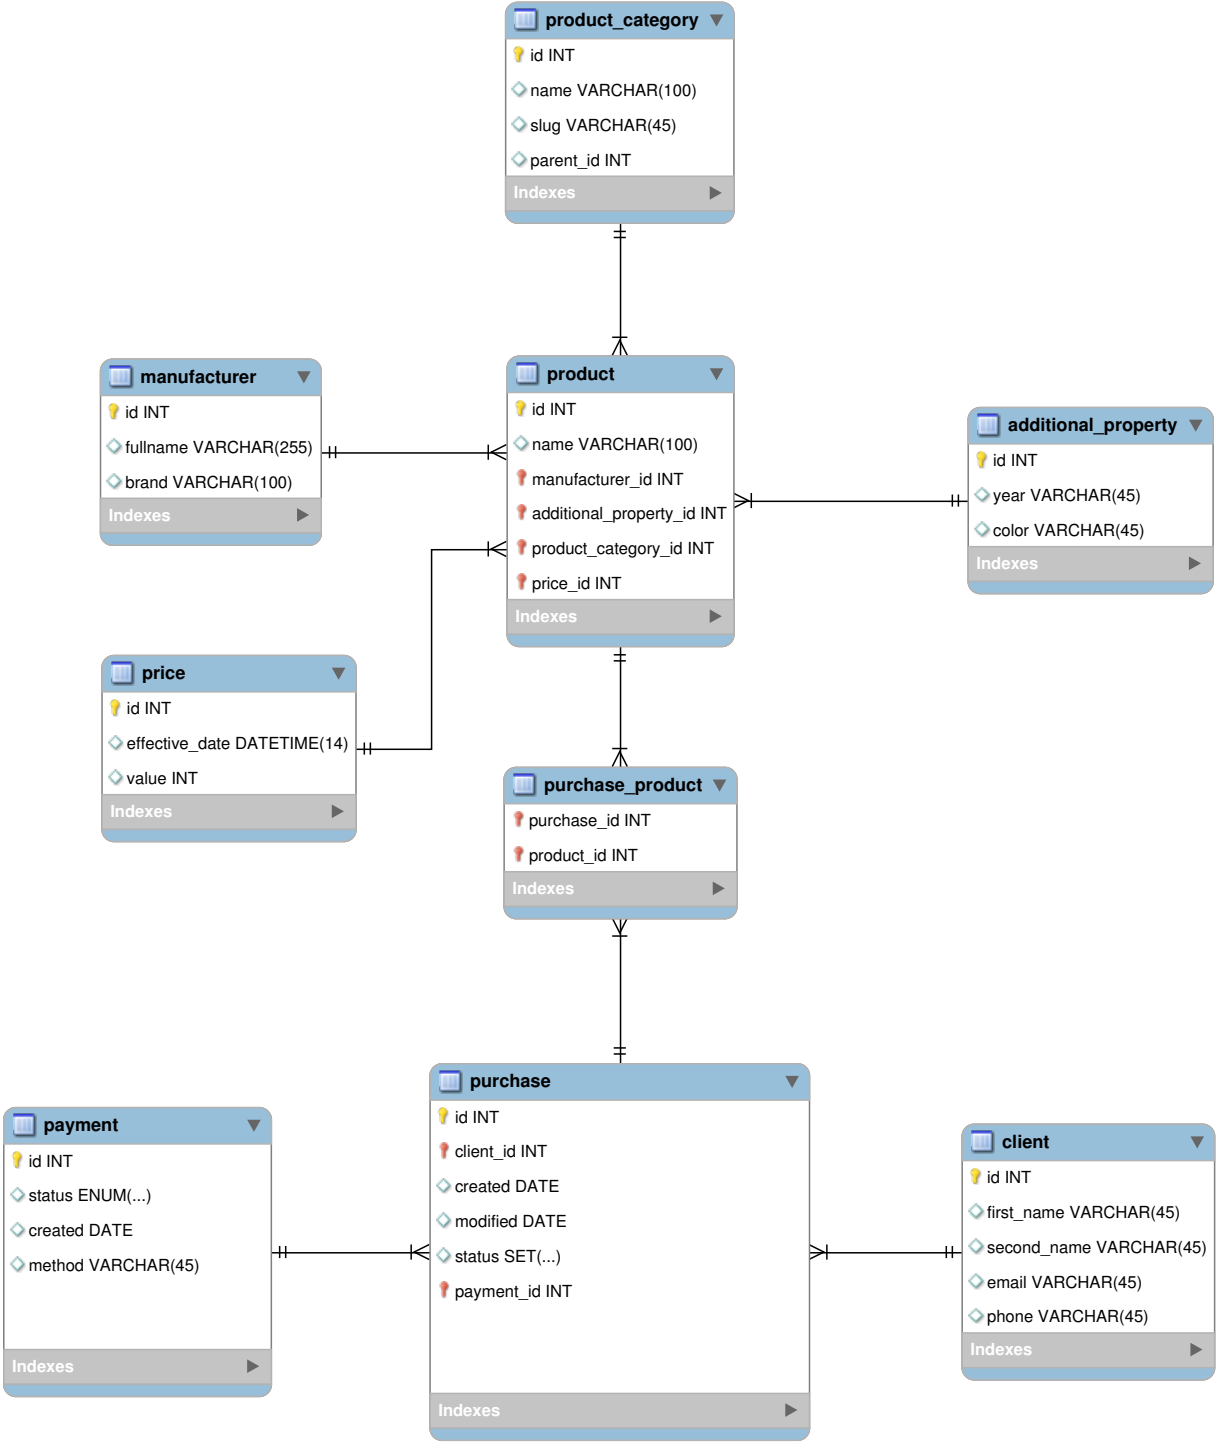 product_category
id INT
name VARCHAR(100)
slug VARCHAR(45)
parent_id INT
Indexes
manufacturer
id INT
fullname VARCHAR(255)
brand VARCHAR(100)
Indexes
product
id INT
name VARCHAR(100)
manufacturer_id INT
additional_property_id INT
product_category_id INT
price_id INT
Indexes
additional_property
id INT
year VARCHAR(45)
color VARCHAR(45)
Indexes
price
id INT
effective_date DATETIME(14)
value INT
Indexes
purchase_product
purchase_id INT
product_id INT
Indexes
payment
id INT
status ENUM(...)
created DATE
method VARCHAR(45)
Indexes
purchase
id INT
client_id INT
created DATE
modified DATE
status SET(...)
payment_id INT
Indexes
client
id INT
first_name VARCHAR(45)
second_name VARCHAR(45)
email VARCHAR(45)
phone VARCHAR(45)
Indexes